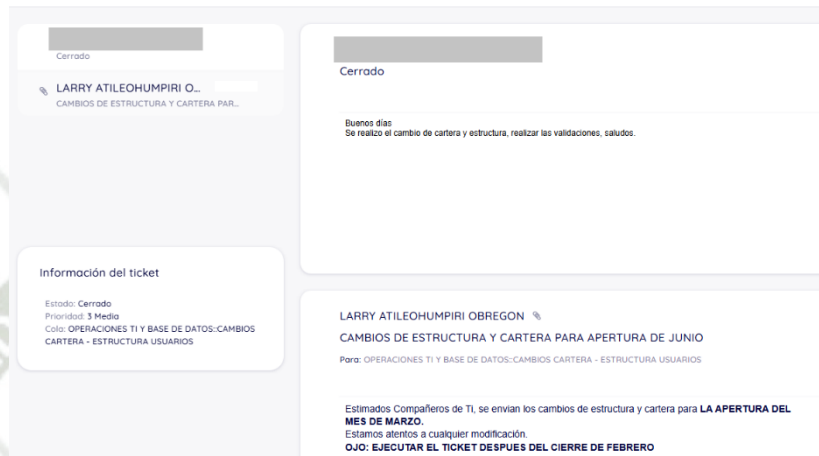 Cerrado
LARRY ATILEOHUMPIRI O...
CAMBIOS DE ESTRUCTURA Y CARTERA PAR...
Información del ticket
Estado: Cerrado
Prioridad: 3 Media
Cola: OPERACIONES TI Y BASE DE DATOS::CAMBIOS
CARTERA - ESTRUCTURA USUARIOS
Cerrado
Buenos días
Se realizo el cambio de cartera y estructura, realizar las validaciones, saludos.
LARRY ATILEOHUMPIRI OBREGON
CAMBIOS DE ESTRUCTURA Y CARTERA PARA APERTURA DE JUNIO
Para: OPERACIONES TI Y BASE DE DATOS::CAMBIOS CARTERA - ESTRUCTURA USUARIOS
Estimados Compañeros de Ti, se envian los cambios de estructura y cartera para LA APERTURA DEL
MES DE MARZO.
Estamos atentos a cualquier modificación.
OJO: EJECUTAR EL TICKET DESPUES DEL CIERRE DE FEBRERO